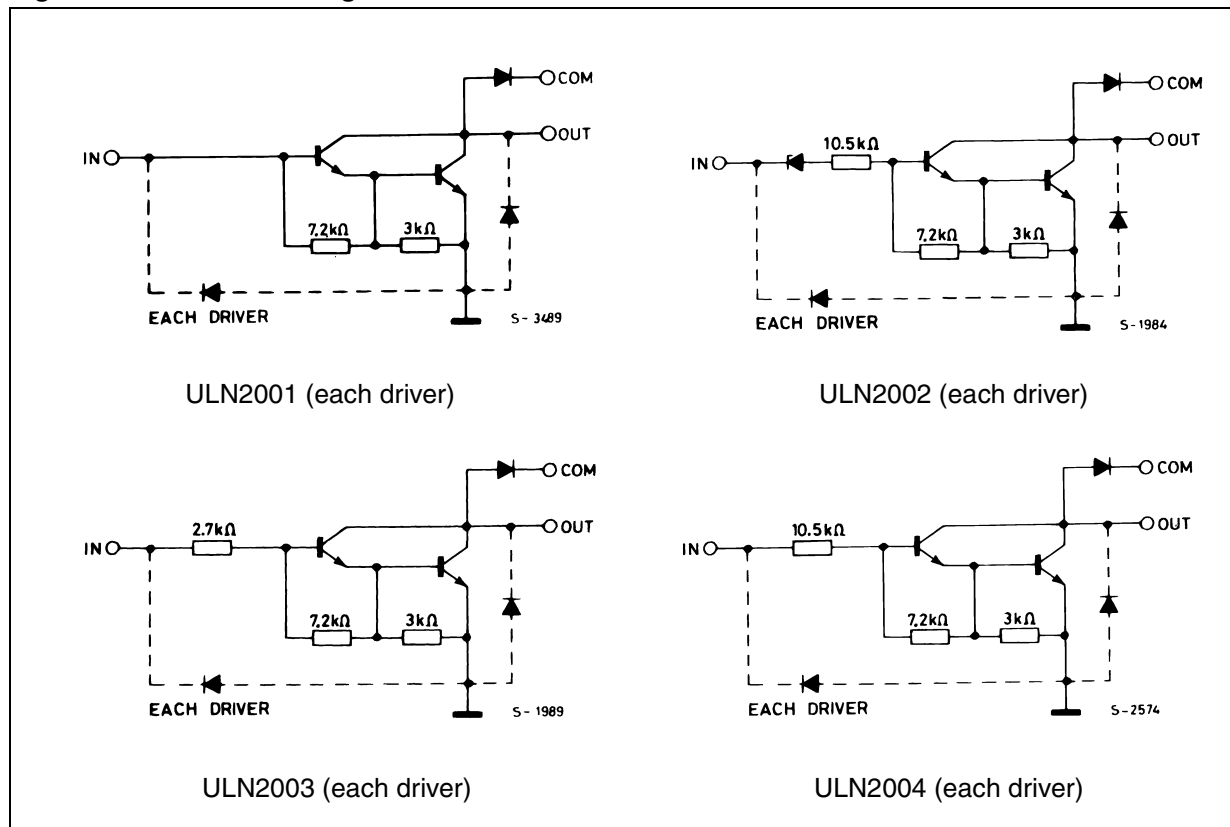 COM
OUT
IN
7.2kΩ 3kΩ
EACH DRIVER
S-3489
ULN2001 (each driver)
COM
OUT
IN
10.5kΩ
7.2kΩ 3kΩ
EACH DRIVER
S-1984
ULN2002 (each driver)
COM
OUT
IN
2.7kΩ
7.2kΩ 3kΩ
EACH DRIVER
S-1989
ULN2003 (each driver)
COM
OUT
IN
10.5kΩ
7.2kΩ 3kΩ
EACH DRIVER
S-2574
ULN2004 (each driver)